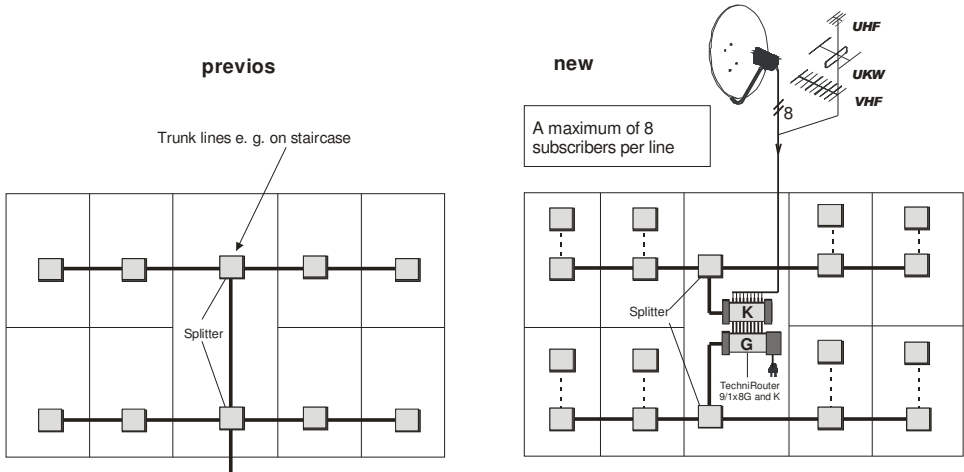 previos
Trunk lines e. g. on staircase
Splitter
new
UHF
UKW
VHF
8
A maximum of 8
subscribers per line
Splitter
K
G
TechniRouter
9/1x8G and K